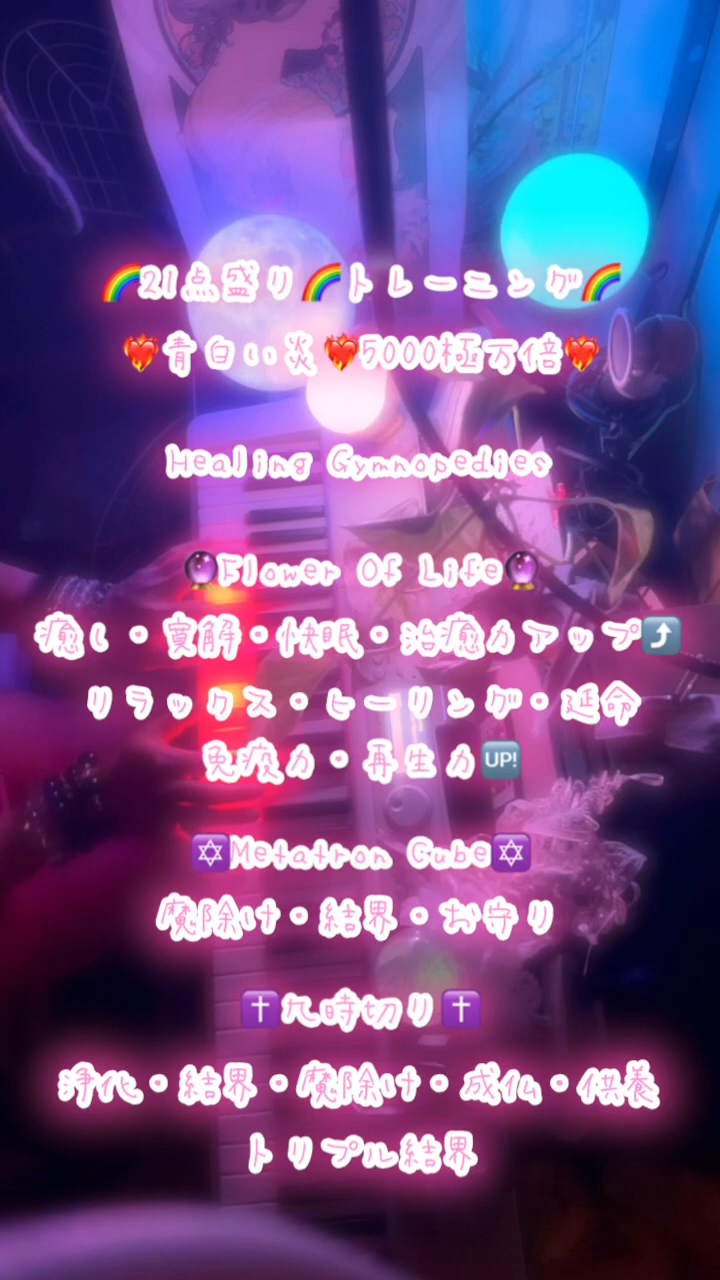 🌈21点盛り🌈トレーニング🌈
❤️‍🔥青白い炎❤️‍🔥5000極万倍❤️‍🔥
Healing Gymnopedies
🔮Flower Of Life🔮
癒し・寛解・快眠・治癒力アップ⤴️
リラックス・ヒーリング・延命
免疫力・再生力🆙
🔯Metatron Cube🔯
魔除け・結界・お守り
✝️九時切り✝️
浄化・結界・魔除け・成仏・供養
トリプル結界